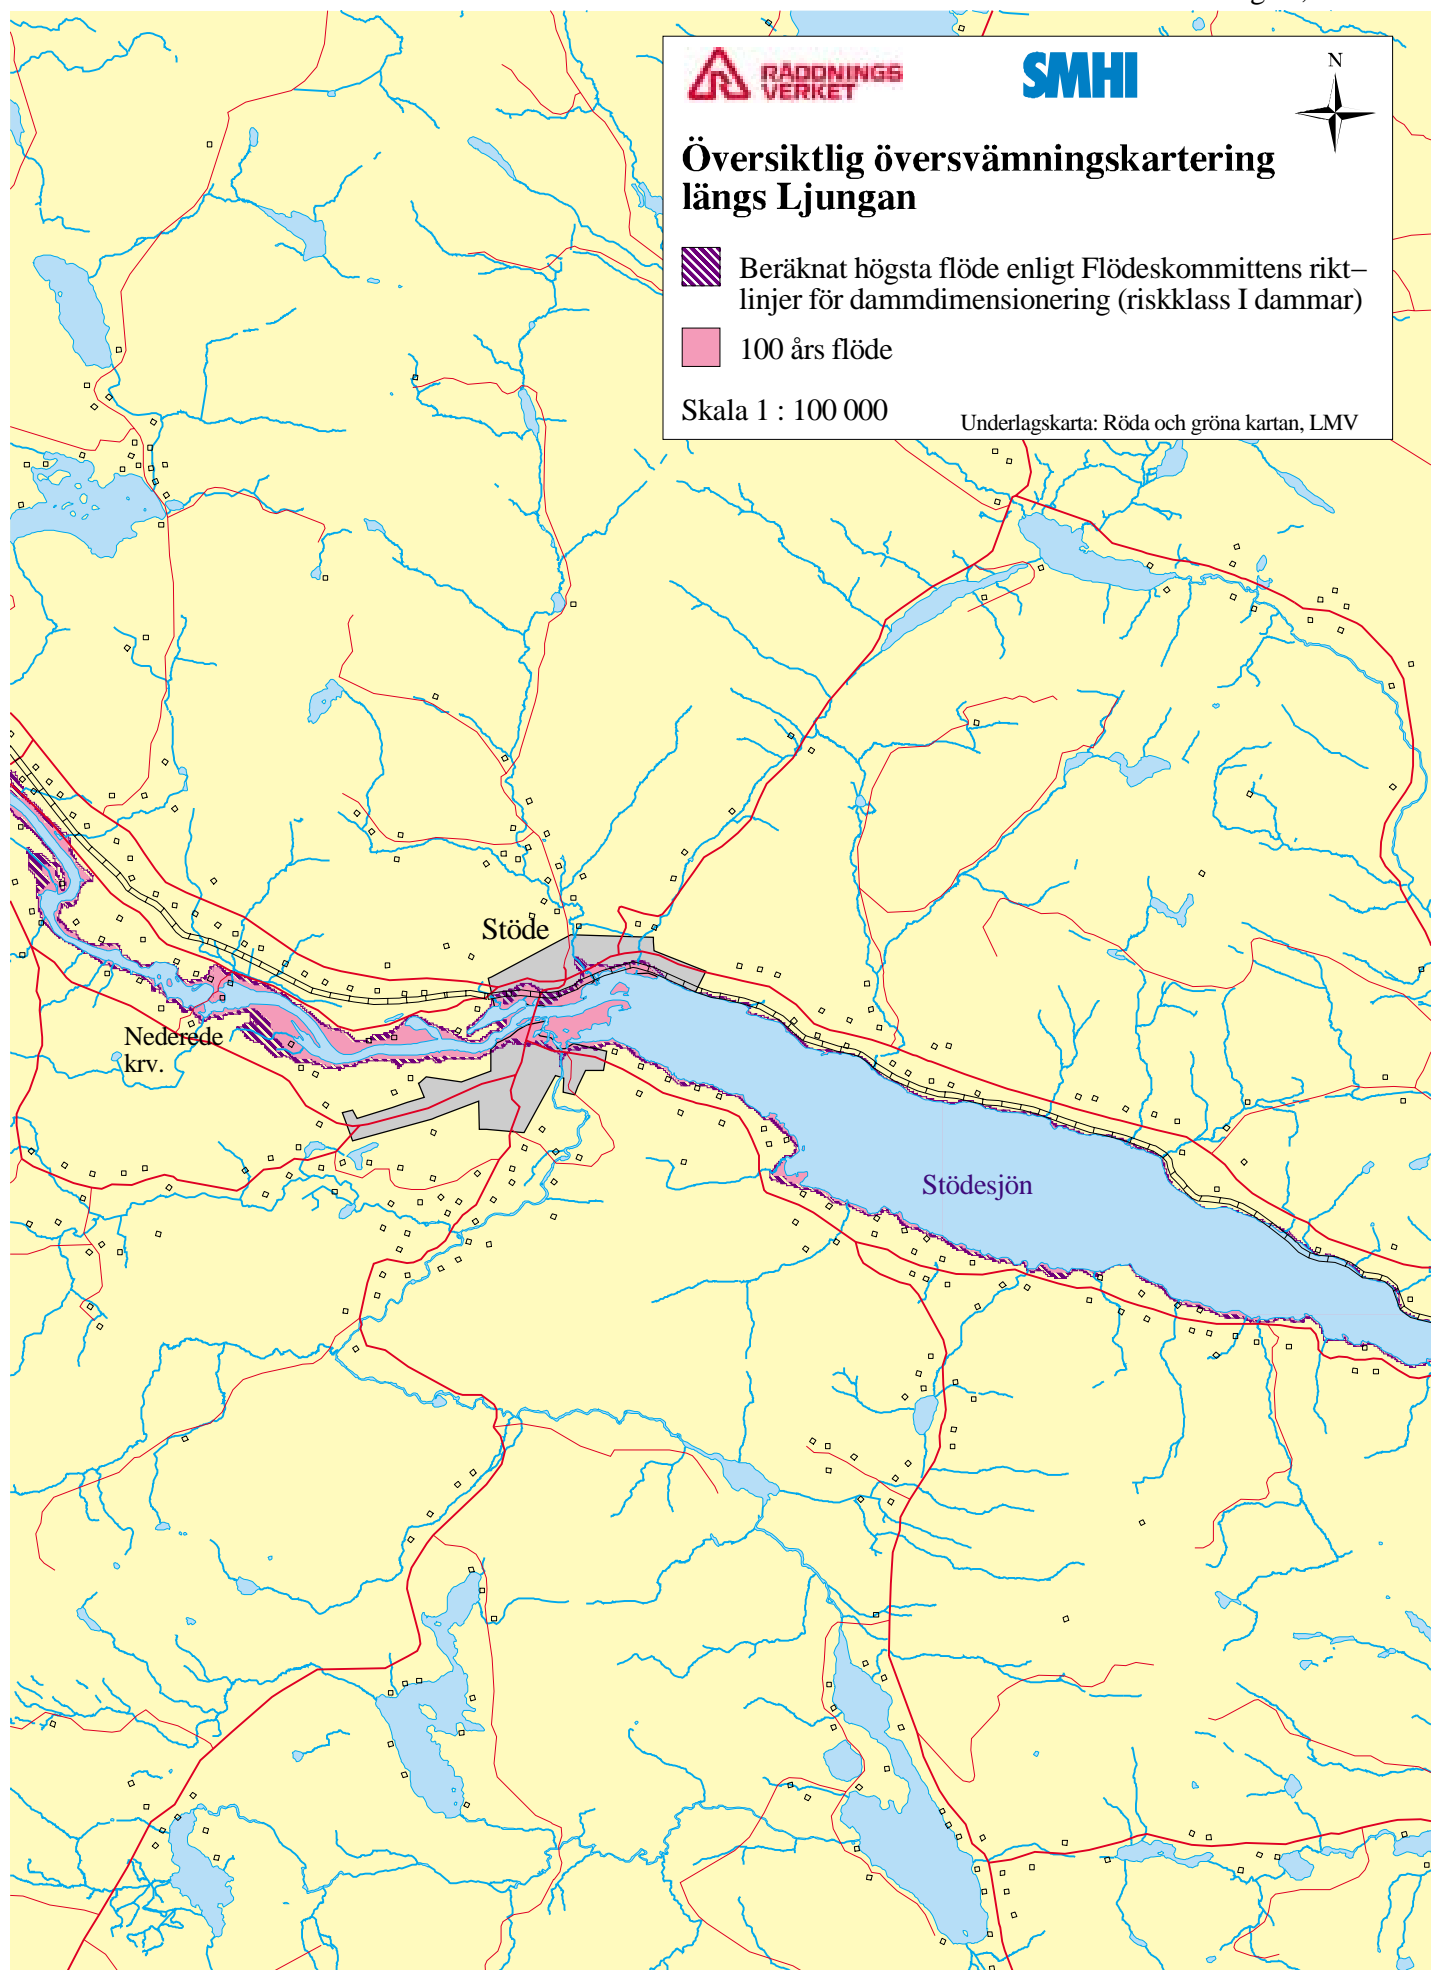 RÄDDNINGS
VERKET
SMHI
N
Översiktlig översvämningskartering
längs Ljungan
Beräknat högsta flöde enligt Flödeskommittens rikt–
linjer för dammdimensionering (riskklass I dammar)
100 års flöde
Skala 1 : 100 000
Underlagskarta: Röda och gröna kartan, LMV
Stöde
Nederede
krv.
Stödesjön